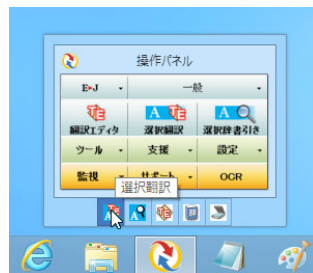 操作パネル
E▸J 一般
翻訳エディタ 選択翻訳 選択辞書引き
ツール 支援 設定
監視 サポート OCR
選択翻訳